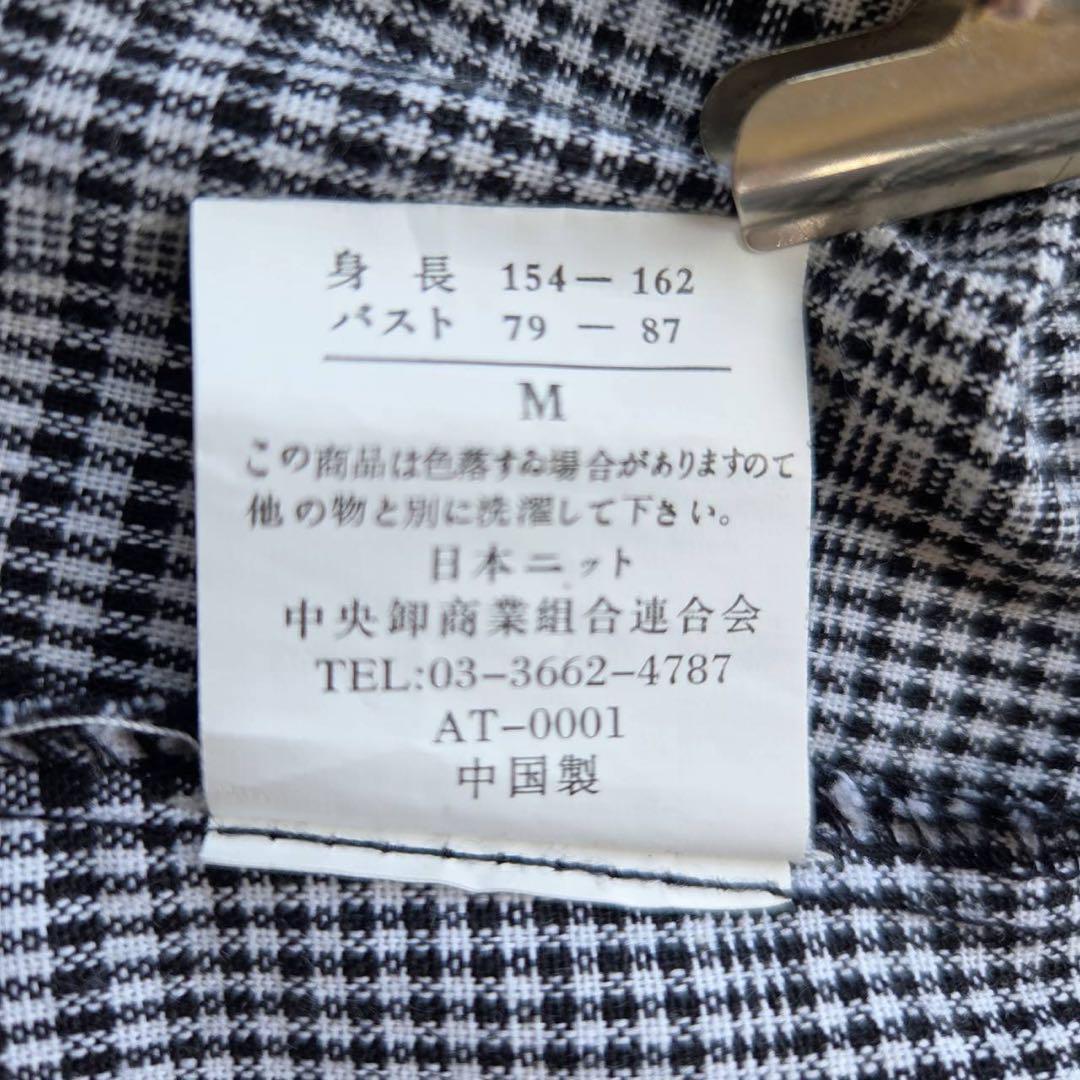 身 長 154－ 162
バスト 79 － 87
M
この商品は色落する場合がありますので
他の物と別に洗濯して下さい。
日本ニット
中央卸商業組合連合会
TEL:03−3662−4787
AT−0001
中国製